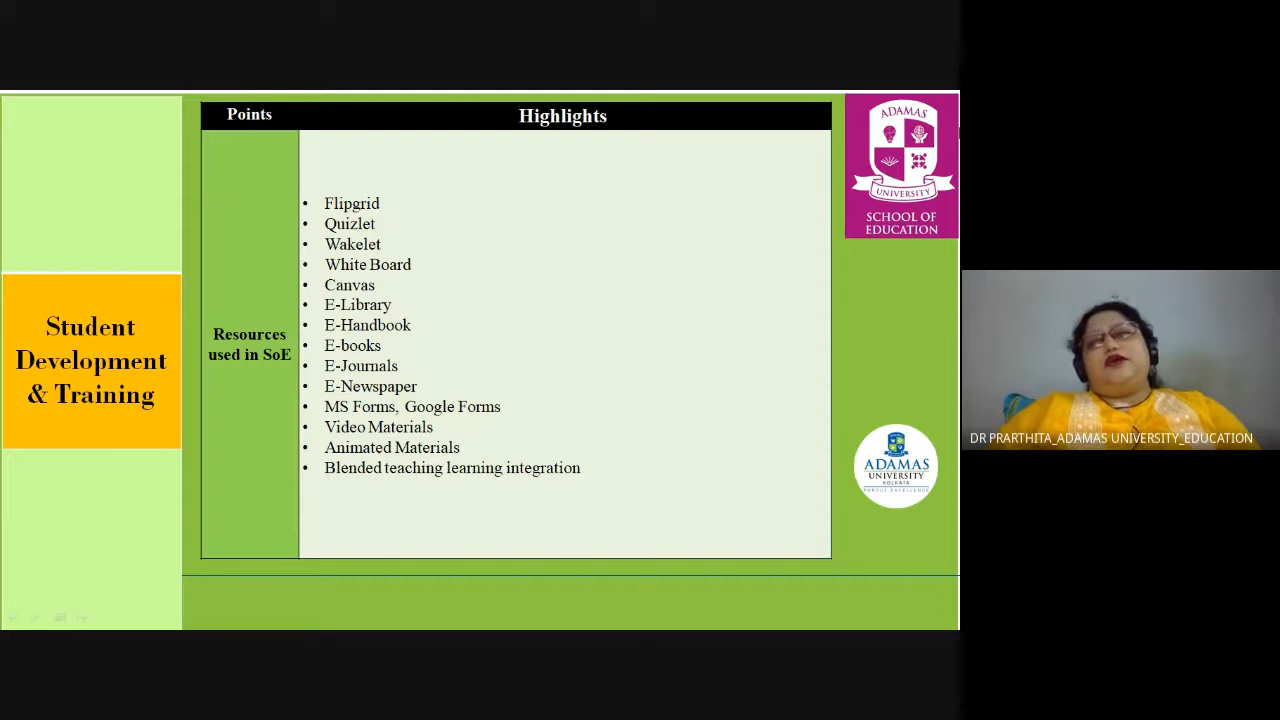 Points
Highlights
Student
Development
& Training
Resources
used in SoE
• Flipgrid
• Quizlet
• Wakelet
• White Board
• Canvas
• E-Library
• E-Handbook
• E-books
• E-Journals
• E-Newspaper
• MS Forms, Google Forms
• Video Materials
• Animated Materials
• Blended teaching learning integration
ADAMAS
UNIVERSITY
SCHOOL OF
EDUCATION
ADAMAS
UNIVERSITY
KOLKATA
PURSUE EXCELLENCE
DR PRARTHITA_ADAMAS UNIVERSITY_EDUCATION